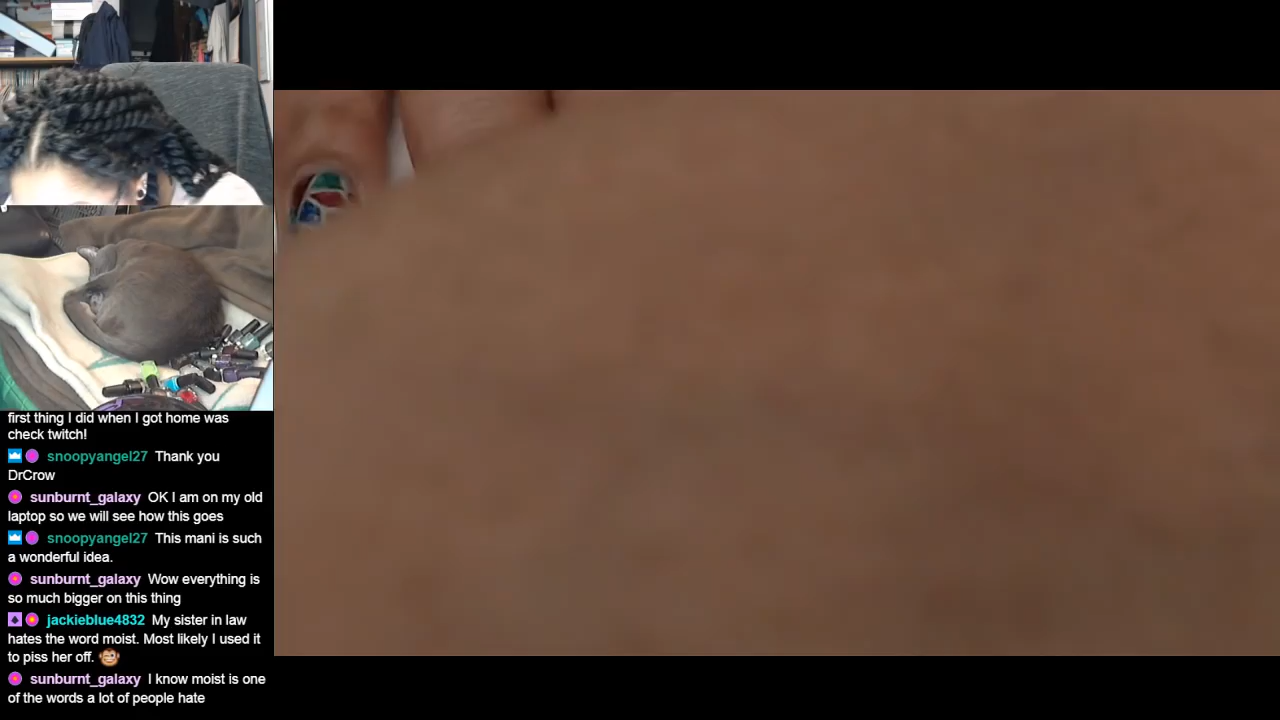 first thing I did when I got home was
check twitch!
snoopyangel27 Thank you
DrCrow
sunburnt_galaxy OK I am on my old
laptop so we will see how this goes
snoopyangel27 This mani is such
a wonderful idea.
sunburnt_galaxy Wow everything is
so much bigger on this thing
jackieblue4832 My sister in law
hates the word moist. Most likely I used it
to piss her off.
sunburnt_galaxy I know moist is one
of the words a lot of people hate